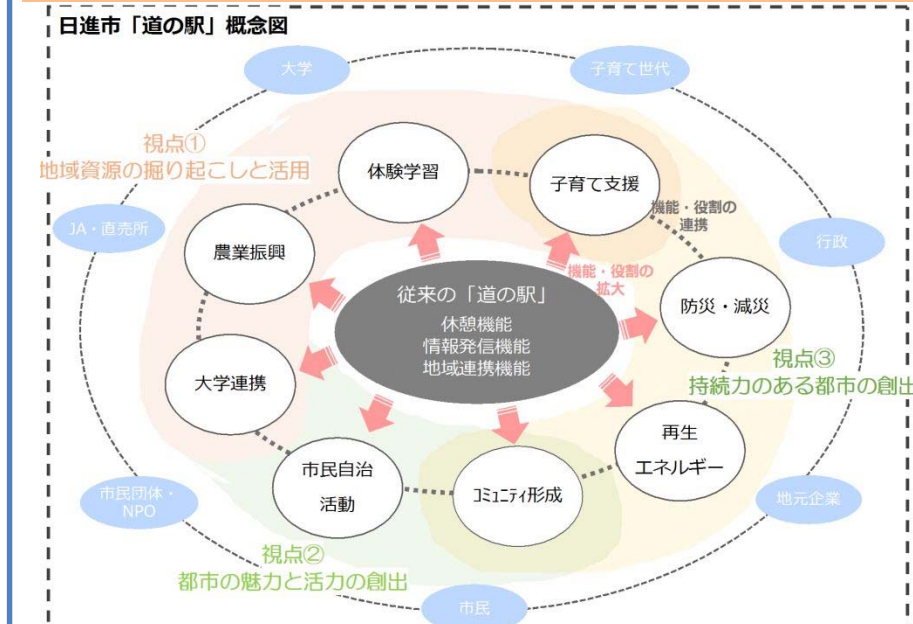 日進市「道の駅」概念図
大学
子育て世代
視点①
地域資源の掘り起こしと活用
体験学習
子育て支援
機能・役割の
連携
JA・直売所
農業振興
行政
機能・役割の
拡大
従来の「道の駅」
休憩機能
情報発信機能
地域連携機能
防災・減災
視点③
持続力のある都市の創出
大学連携
再生
エネルギー
市民自治
活動
ｺﾐｭﾆﾃｨ形成
市民団体・
NPO
地元企業
視点②
都市の魅力と活力の創出
市民